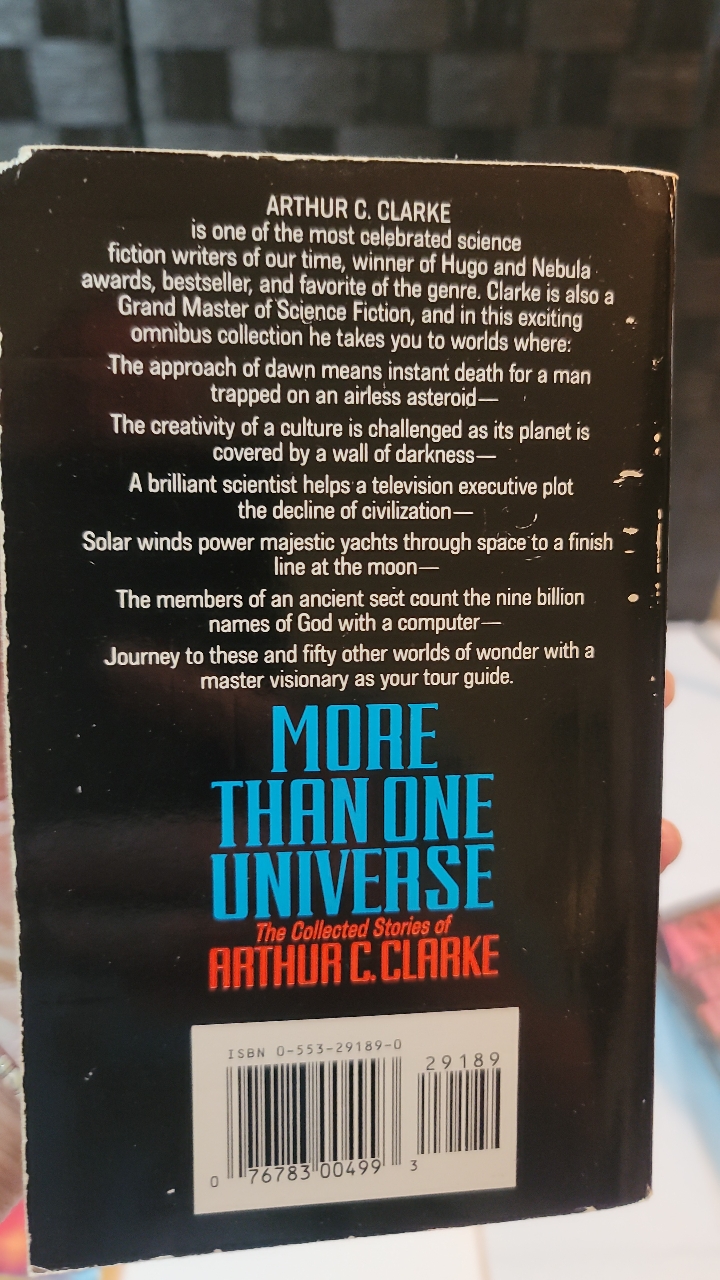 ARTHUR C. CLARKE
is one of the most celebrated science
fiction writers of our time, winner of Hugo and Nebula
awards, bestseller, and favorite of the genre. Clarke is also a
Grand Master of Science Fiction, and in this exciting
omnibus collection he takes you to worlds where:
The approach of dawn means instant death for a man
trapped on an airless asteroid—
The creativity of a culture is challenged as its planet is
covered by a wall of darkness—
A brilliant scientist helps a television executive plot
the decline of civilization—
Solar winds power majestic yachts through space to a finish
line at the moon—
The members of an ancient sect count the nine billion
names of God with a computer—
Journey to these and fifty other worlds of wonder with a
master visionary as your tour guide.
MORE
THAN ONE
UNIVERSE
The Collected Stories of
ARTHUR C. CLARKE
ISBN 0-553-29189-0
29189
0 76783 00499 3